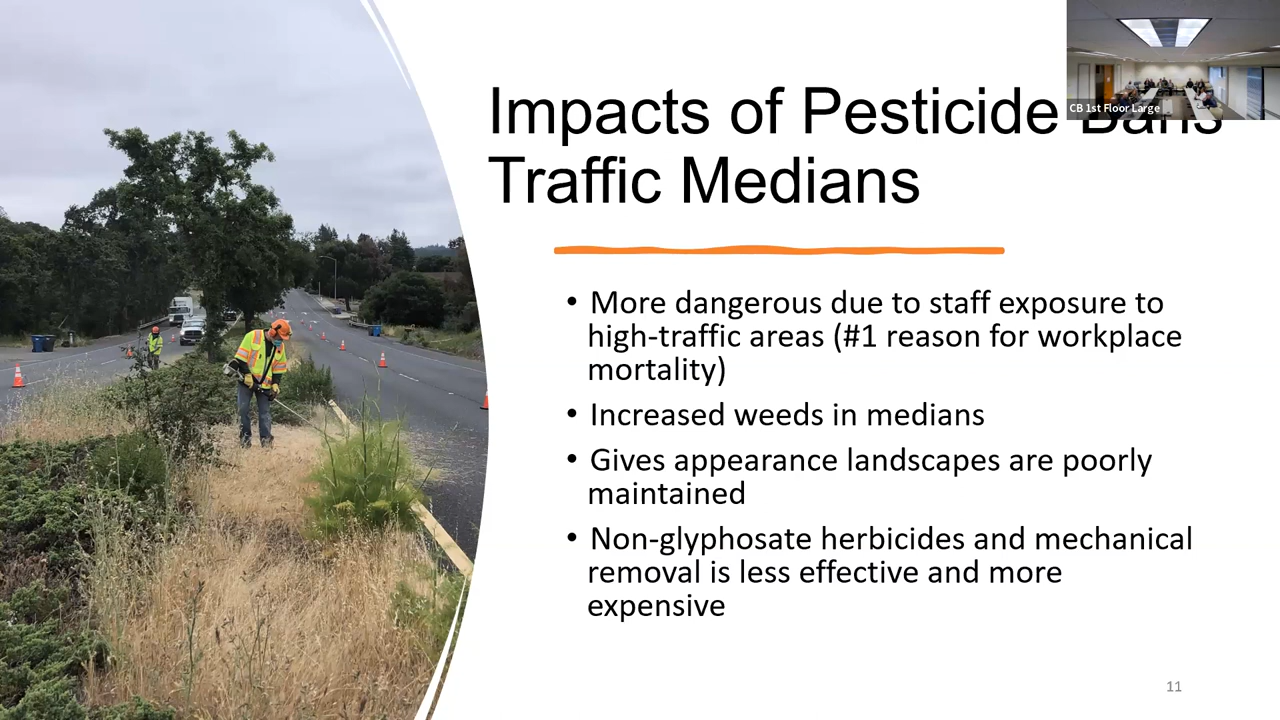 CB 1st Floor Large
Impacts of Pesticide Bans
Traffic Medians
• More dangerous due to staff exposure to
high-traffic areas (#1 reason for workplace
mortality)
• Increased weeds in medians
• Gives appearance landscapes are poorly
maintained
• Non-glyphosate herbicides and mechanical
removal is less effective and more
expensive
11